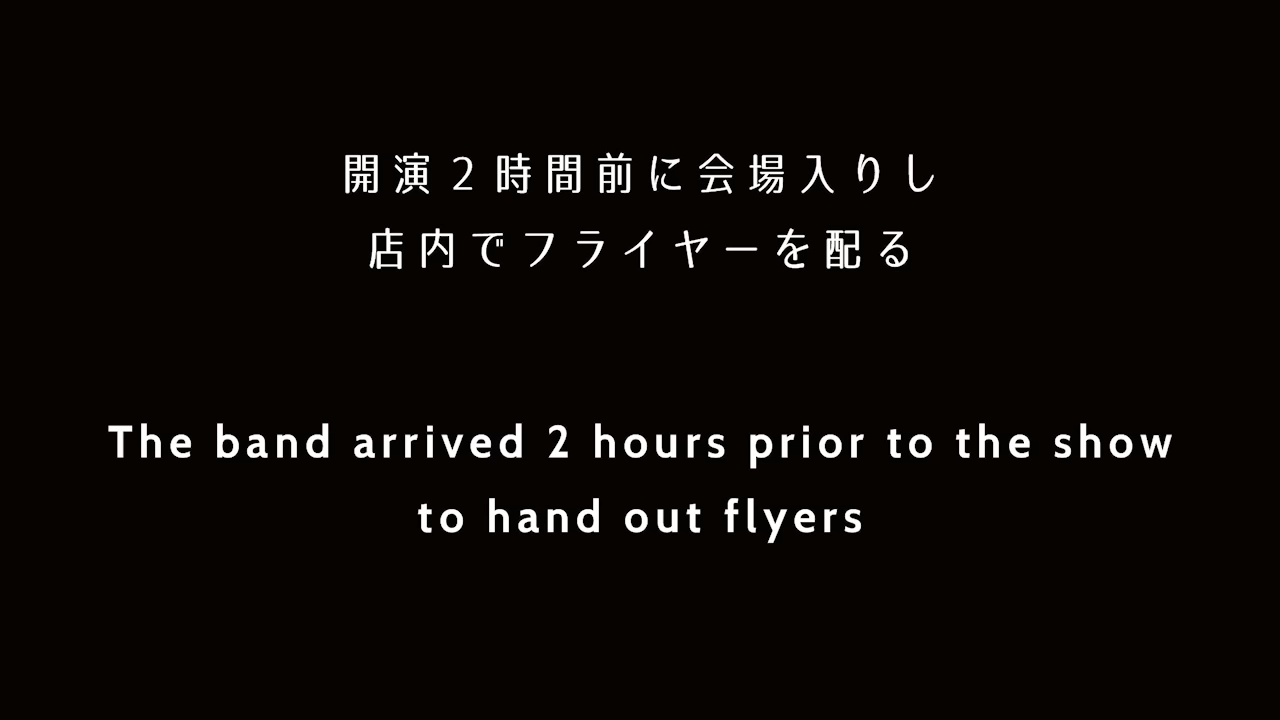 開演２時間前に会場入りし
店内でフライヤーを配る
The band arrived 2 hours prior to the show
to hand out flyers